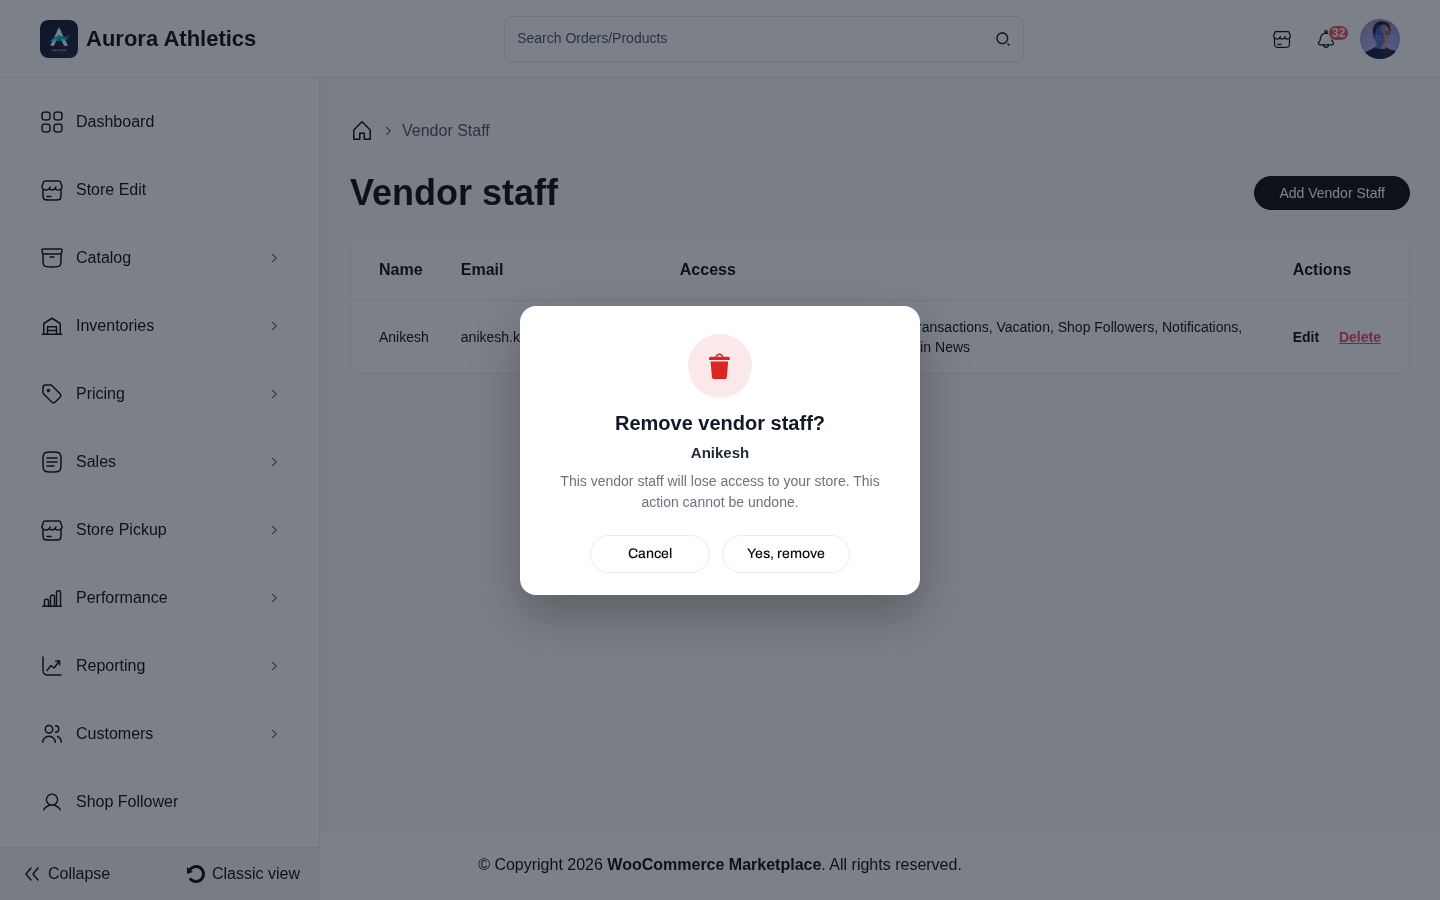 Aurora Athletics
Search Orders/Products
32
Dashboard
Store Edit
Catalog
Inventories
Pricing
Sales
Store Pickup
Performance
Reporting
Customers
Shop Follower
Collapse
Classic view
Vendor Staff
Vendor staff
Add Vendor Staff
Name Email Access Actions
Anikesh anikesh.k
ransactions, Vacation, Shop Followers, Notifications,
in News
Edit Delete
Remove vendor staff?
Anikesh
This vendor staff will lose access to your store. This
action cannot be undone.
Cancel
Yes, remove
© Copyright 2026 WooCommerce Marketplace. All rights reserved.